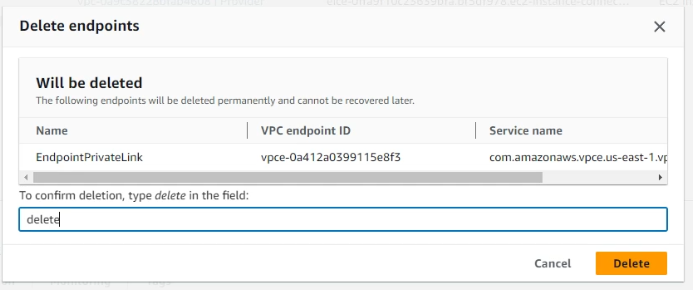 Delete endpoints
Will be deleted
The following endpoints will be deleted permanently and cannot be recovered later.
Name VPC endpoint ID Service name
EndpointPrivateLink vpce-0a412a0399115e8f3 com.amazonaws.vpce.us-east-1.vp
To confirm deletion, type delete in the field:
delete
Cancel Delete